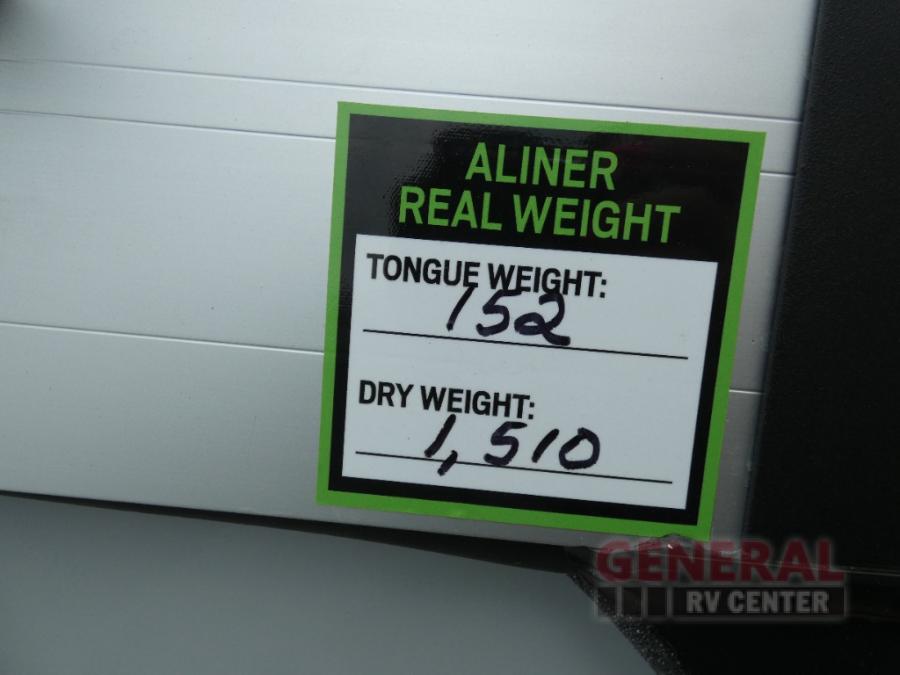 ALINER
REAL WEIGHT
TONGUE WEIGHT:
152
DRY WEIGHT:
1,510
GENERAL
RV CENTER